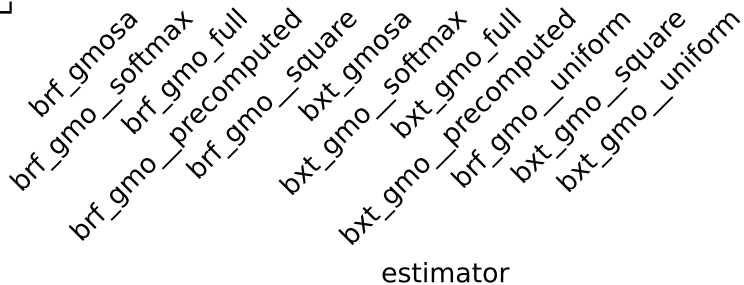 brf_gmosa
brf_gmo__softmax
brf_gmo_full
brf_gmo__precomputed
brf_gmo__square
bxt_gmosa
bxt_gmo__softmax
bxt_gmo_full
bxt_gmo__precomputed
brf_gmo__uniform
bxt_gmo__square
bxt_gmo__uniform
estimator